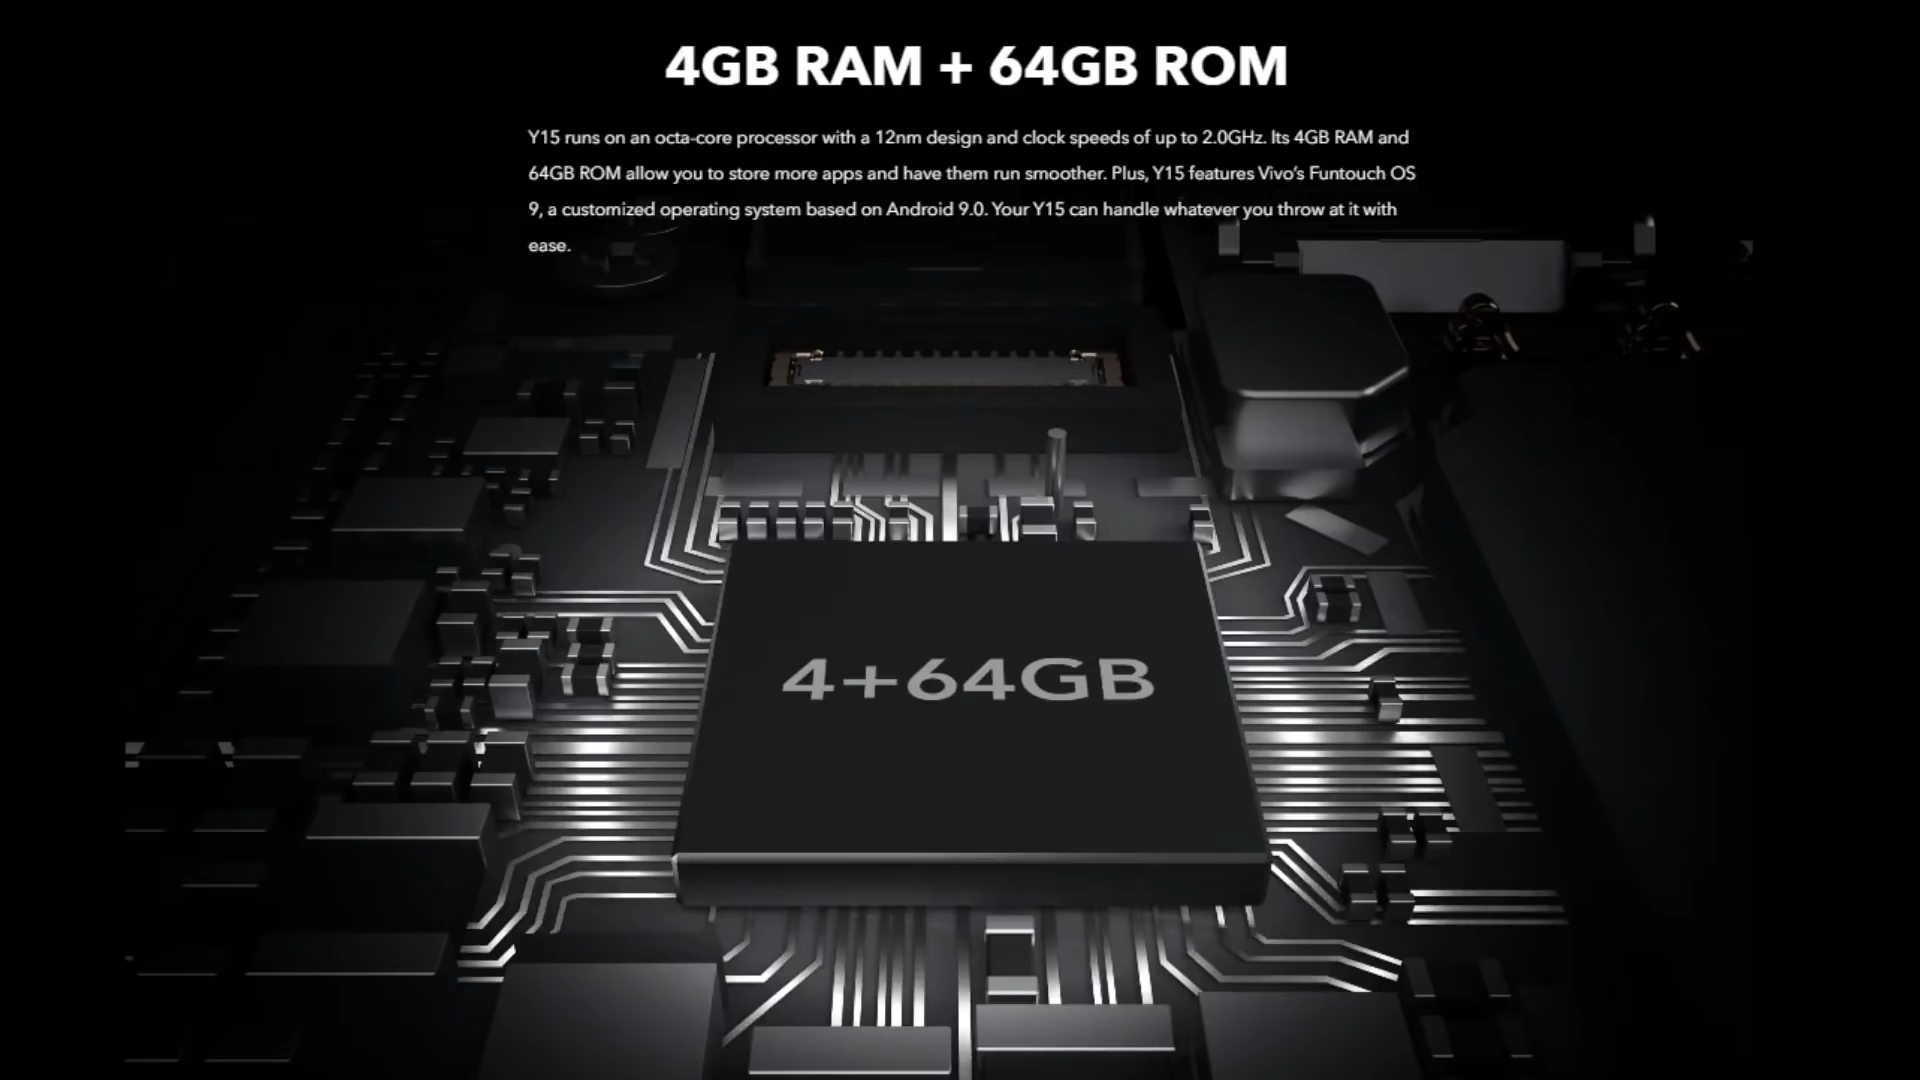 4GB RAM + 64GB ROM
Y15 runs on an octa-core processor with a 12nm design and clock speeds of up to 2.0GHz. Its 4GB RAM and
64GB ROM allow you to store more apps and have them run smoother. Plus, Y15 features Vivo’s Funtouch OS
9, a customized operating system based on Android 9.0. Your Y15 can handle whatever you throw at it with
ease.
4+64GB